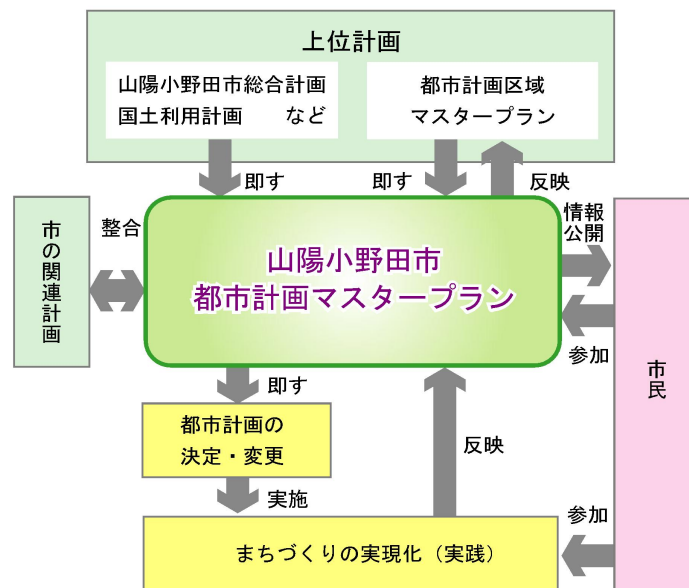 上位計画
山陽小野田市総合計画
国土利用計画　　など
都市計画区域
マスタープラン
即す
即す
反映
市の関連計画
整合
山陽小野田市
都市計画マスタープラン
情報
公開
参加
市民
即す
都市計画の
決定・変更
反映
実施
まちづくりの実現化（実践）
参加